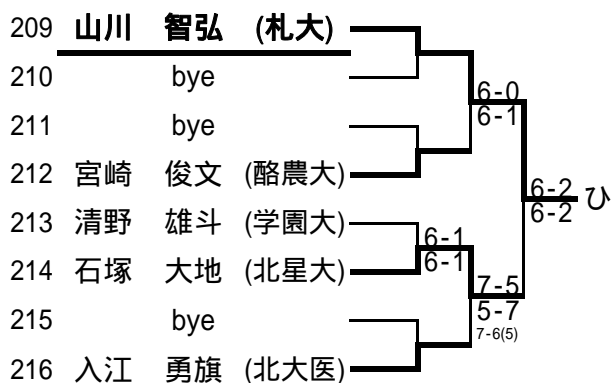 209 山川 智弘 (札大)
210 bye
6-0
6-1
211 bye
212 宮崎 俊文 (酪農大)
6-2
6-2
ひ
213 清野 雄斗 (学園大)
6-1
6-1
214 石塚 大地 (北星大)
7-5
5-7
7-6(5)
215 bye
216 入江 勇旗 (北大医)